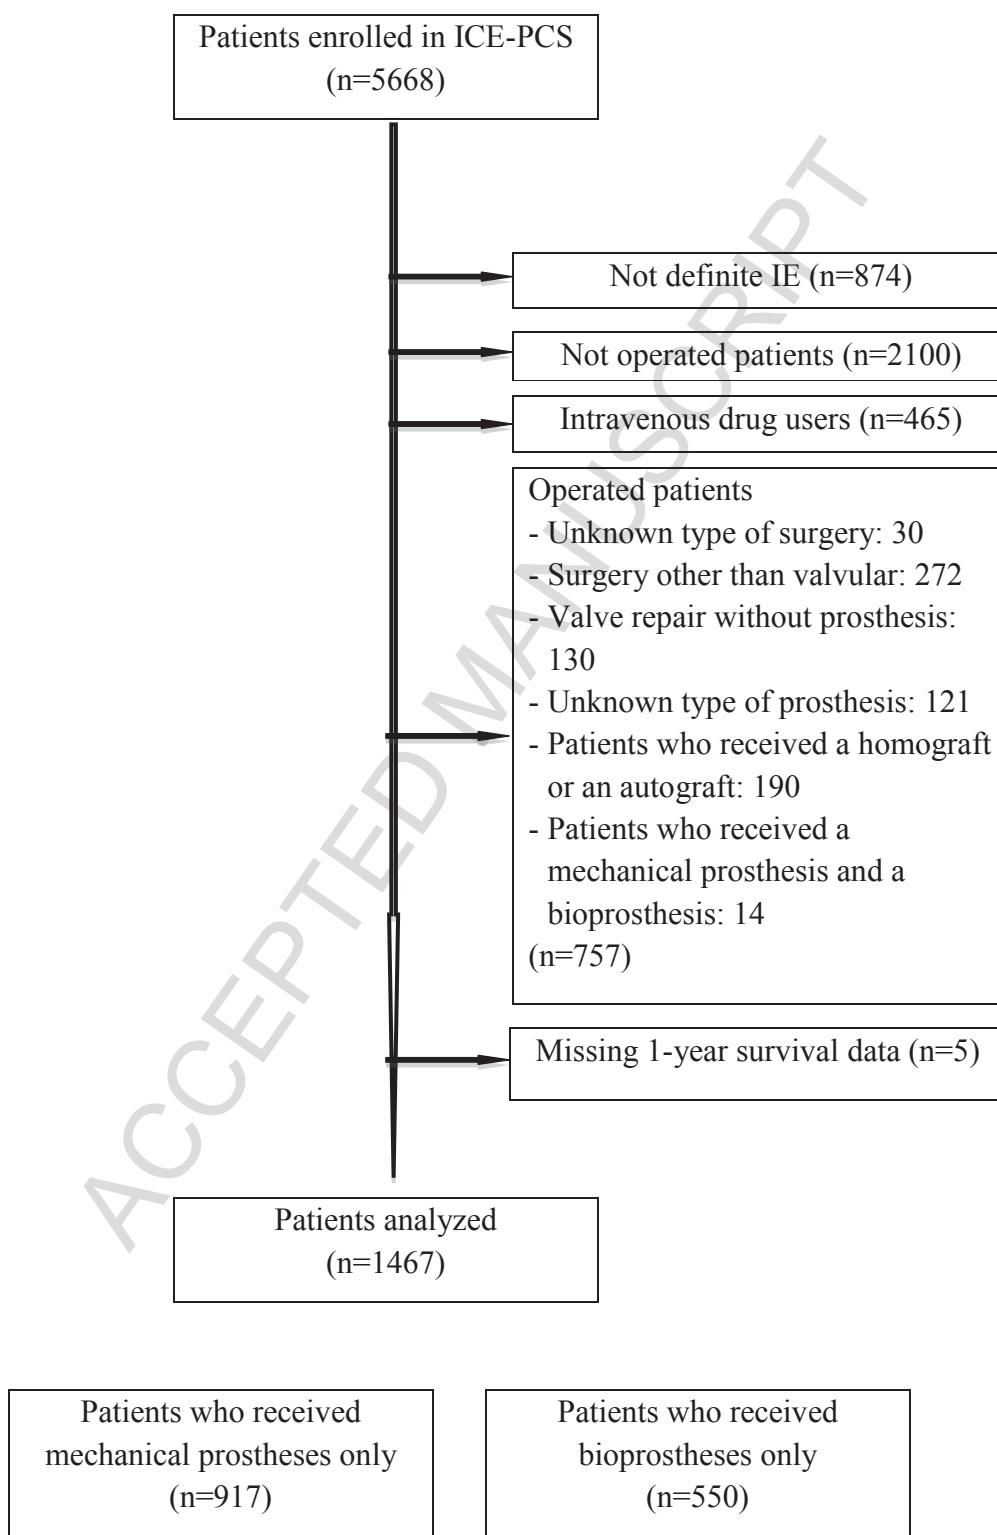 Patients enrolled in ICE-PCS
(n=5668)
Not definite IE (n=874)
Not operated patients (n=2100)
Intravenous drug users (n=465)
Operated patients
- Unknown type of surgery: 30
- Surgery other than valvular: 272
- Valve repair without prosthesis:
130
- Unknown type of prosthesis: 121
- Patients who received a homograft
or an autograft: 190
- Patients who received a
mechanical prosthesis and a
bioprosthesis: 14
(n=757)
Missing 1-year survival data (n=5)
Patients analyzed
(n=1467)
Patients who received
mechanical prostheses only
(n=917)
Patients who received
bioprostheses only
(n=550)
ACCEPTED MANUSCRIPT